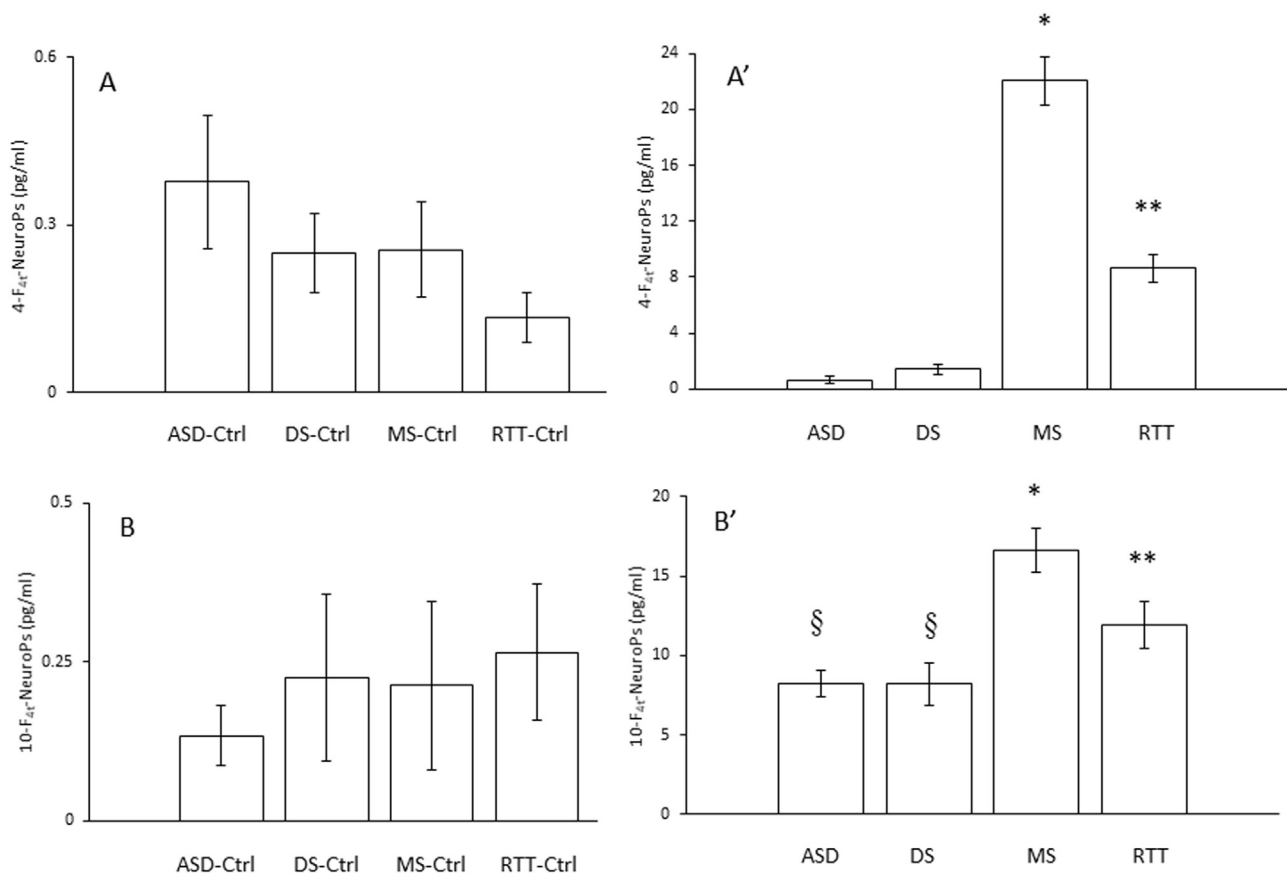 A
4-F4t-NeuroPs (pg/ml)
0.6
0.3
0
ASD-Ctrl DS-Ctrl MS-Ctrl RTT-Ctrl
A’
4-F4t-NeuroPs (pg/ml)
24
20
16
12
8
4
0
*
**
ASD DS MS RTT
B
10-F4t-NeuroPs (pg/ml)
0.5
0.25
0
ASD-Ctrl DS-Ctrl MS-Ctrl RTT-Ctrl
B’
10-F4t-NeuroPs (pg/ml)
20
15
10
5
0
§ § * **
ASD DS MS RTT